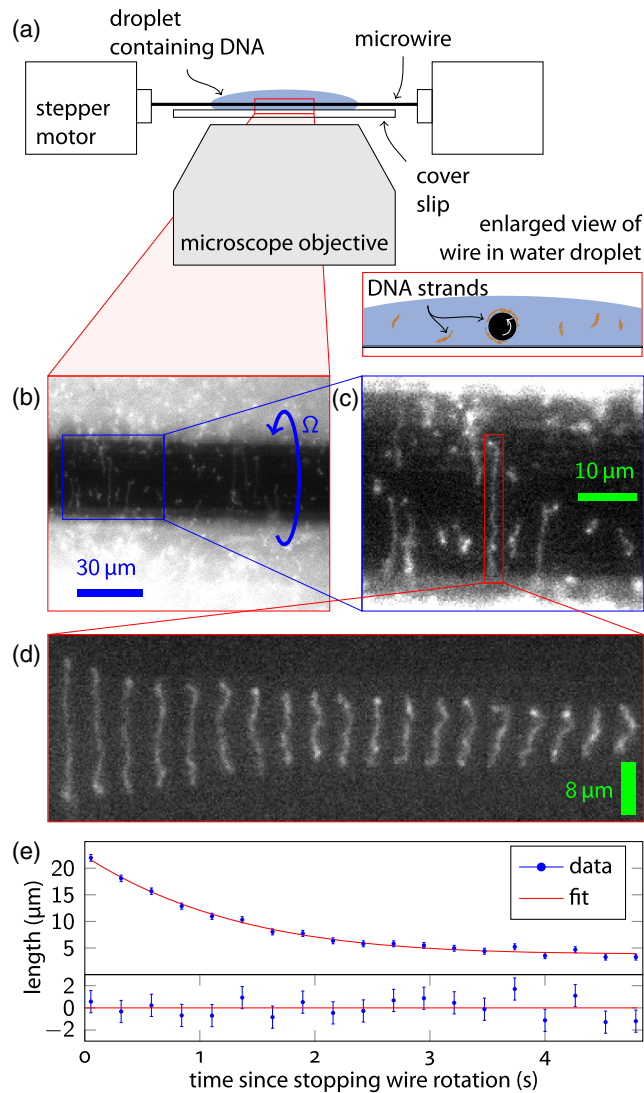 (a)
droplet
containing DNA
microwire
stepper
motor
cover
slip
microscope objective
enlarged view of
wire in water droplet
DNA strands
(b)
Ω
30 µm
(c)
10 µm
(d)
8 µm
(e)
length (µm)
20
15
10
5
data
fit
2
0
−2
0
1
2
3
4
time since stopping wire rotation (s)